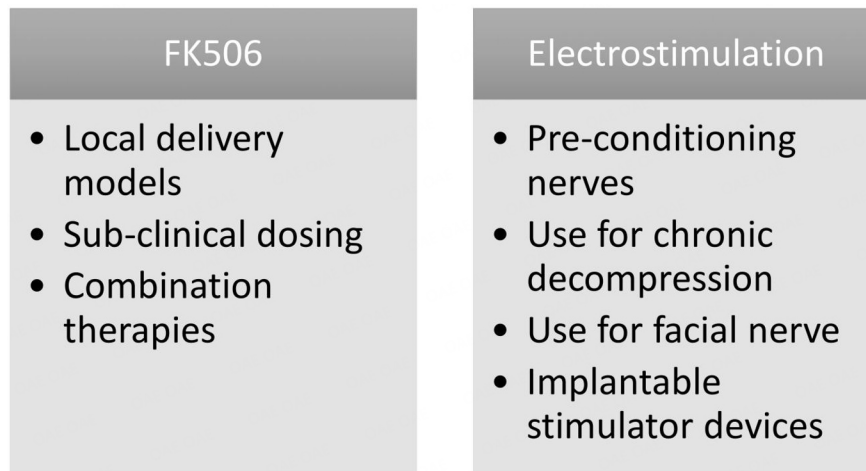 FK506
• Local delivery
models
• Sub-clinical dosing
• Combination
therapies
Electrostimulation
• Pre-conditioning
nerves
• Use for chronic
decompression
• Use for facial nerve
• Implantable
stimulator devices